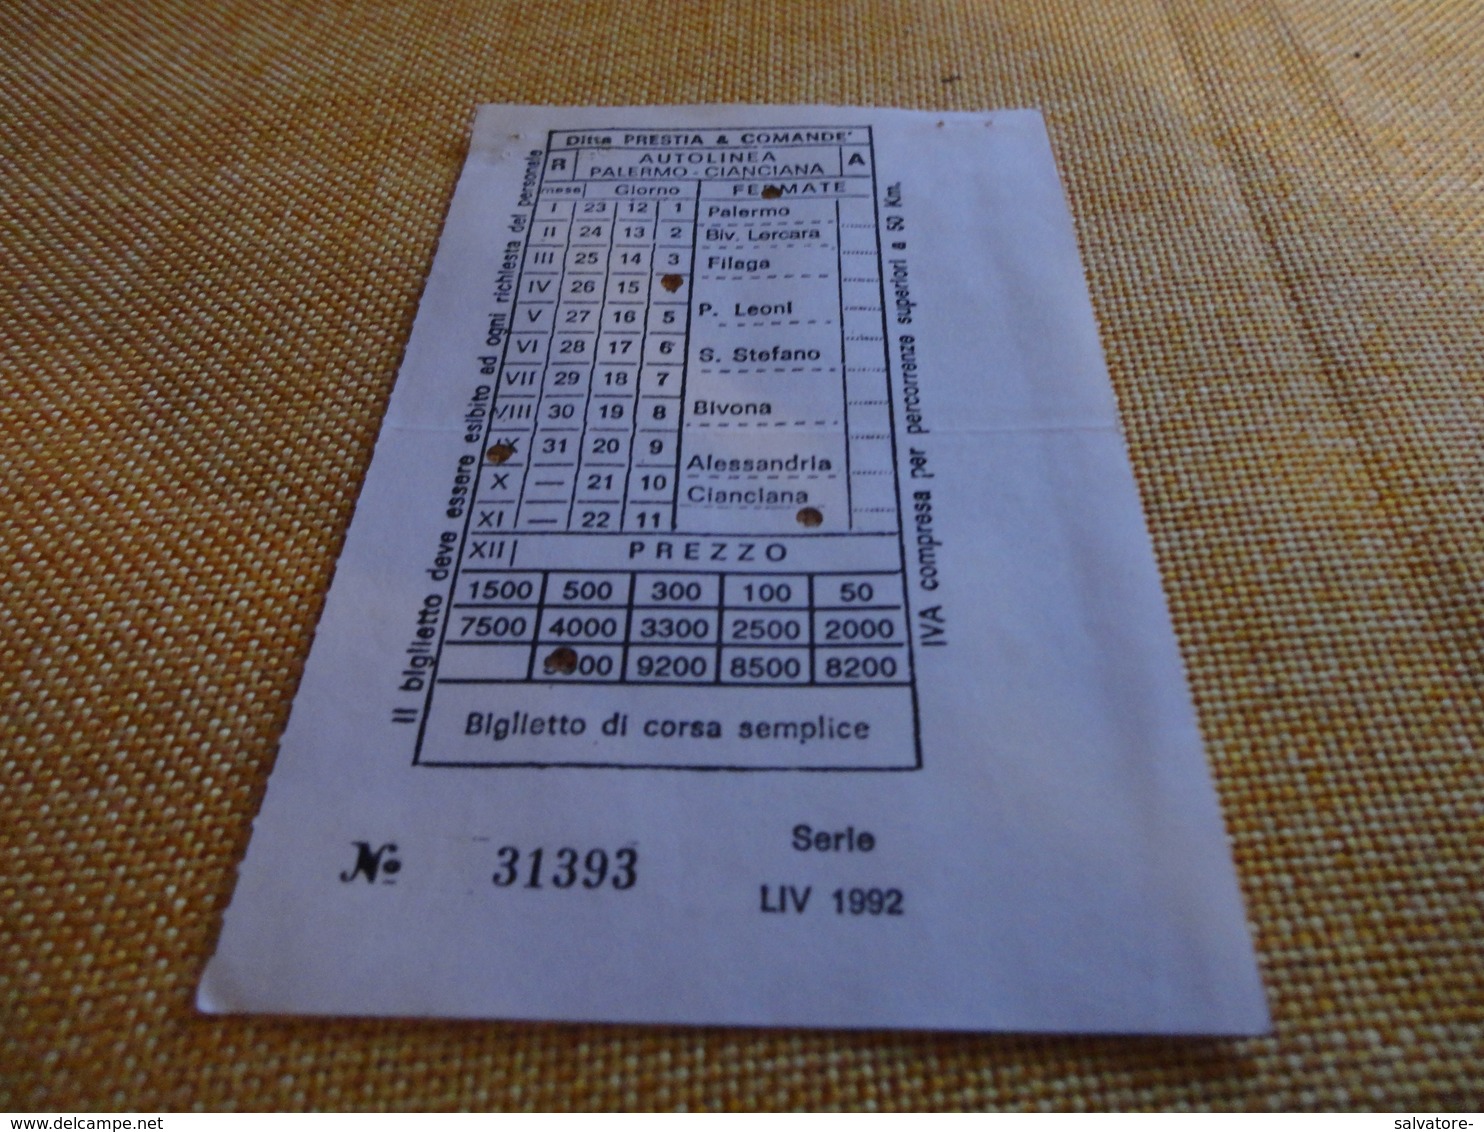 Ditta PRESTIA & COMANDE'
R AUTOLINEA A
PALERMO - CIANCIANA
mese Giorno FERMATE
I 23 12 1 Palermo
II 24 13 2 Biv. Lercara
III 25 14 3 Filaga
IV 26 15
V 27 16 5 P. Leoni
VI 28 17 6 S. Stefano
VII 29 18 7
VIII 30 19 8 Bivona
IX 31 20 9
X — 21 10 Alessandria
XI — 22 11 Cianciana
XII PREZZO
1500 500 300 100 50
7500 4000 3300 2500 2000
9200 8500 8200
Biglietto di corsa semplice
Il biglietto deve essere esibito ad ogni richiesta del personale
IVA compresa per percorrenze superiori a 50 Km.
№ 31393
Serie
LIV 1992
delcampe.net
salvatore-